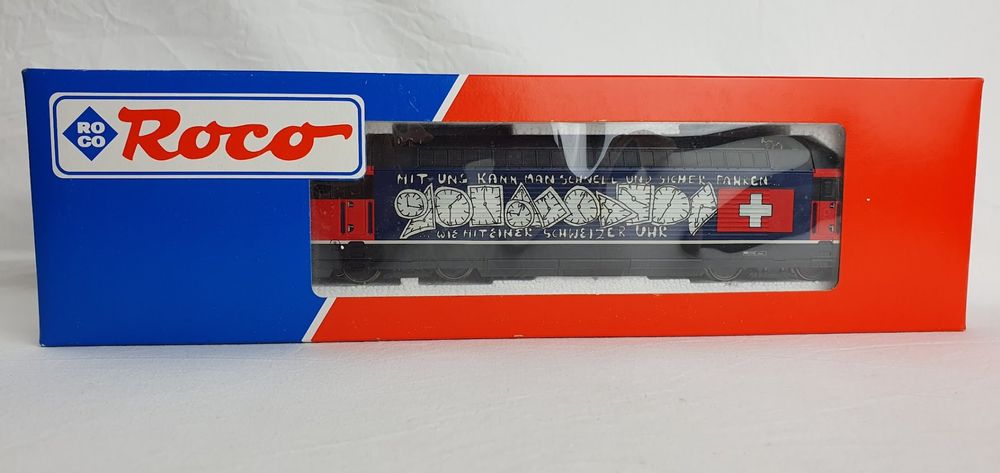 RO
CO
Roco
MIT UNS KANN MAN SCHNELL UND SICHER FAHREN ...
... WIE MIT EINER SCHWEIZER UHR